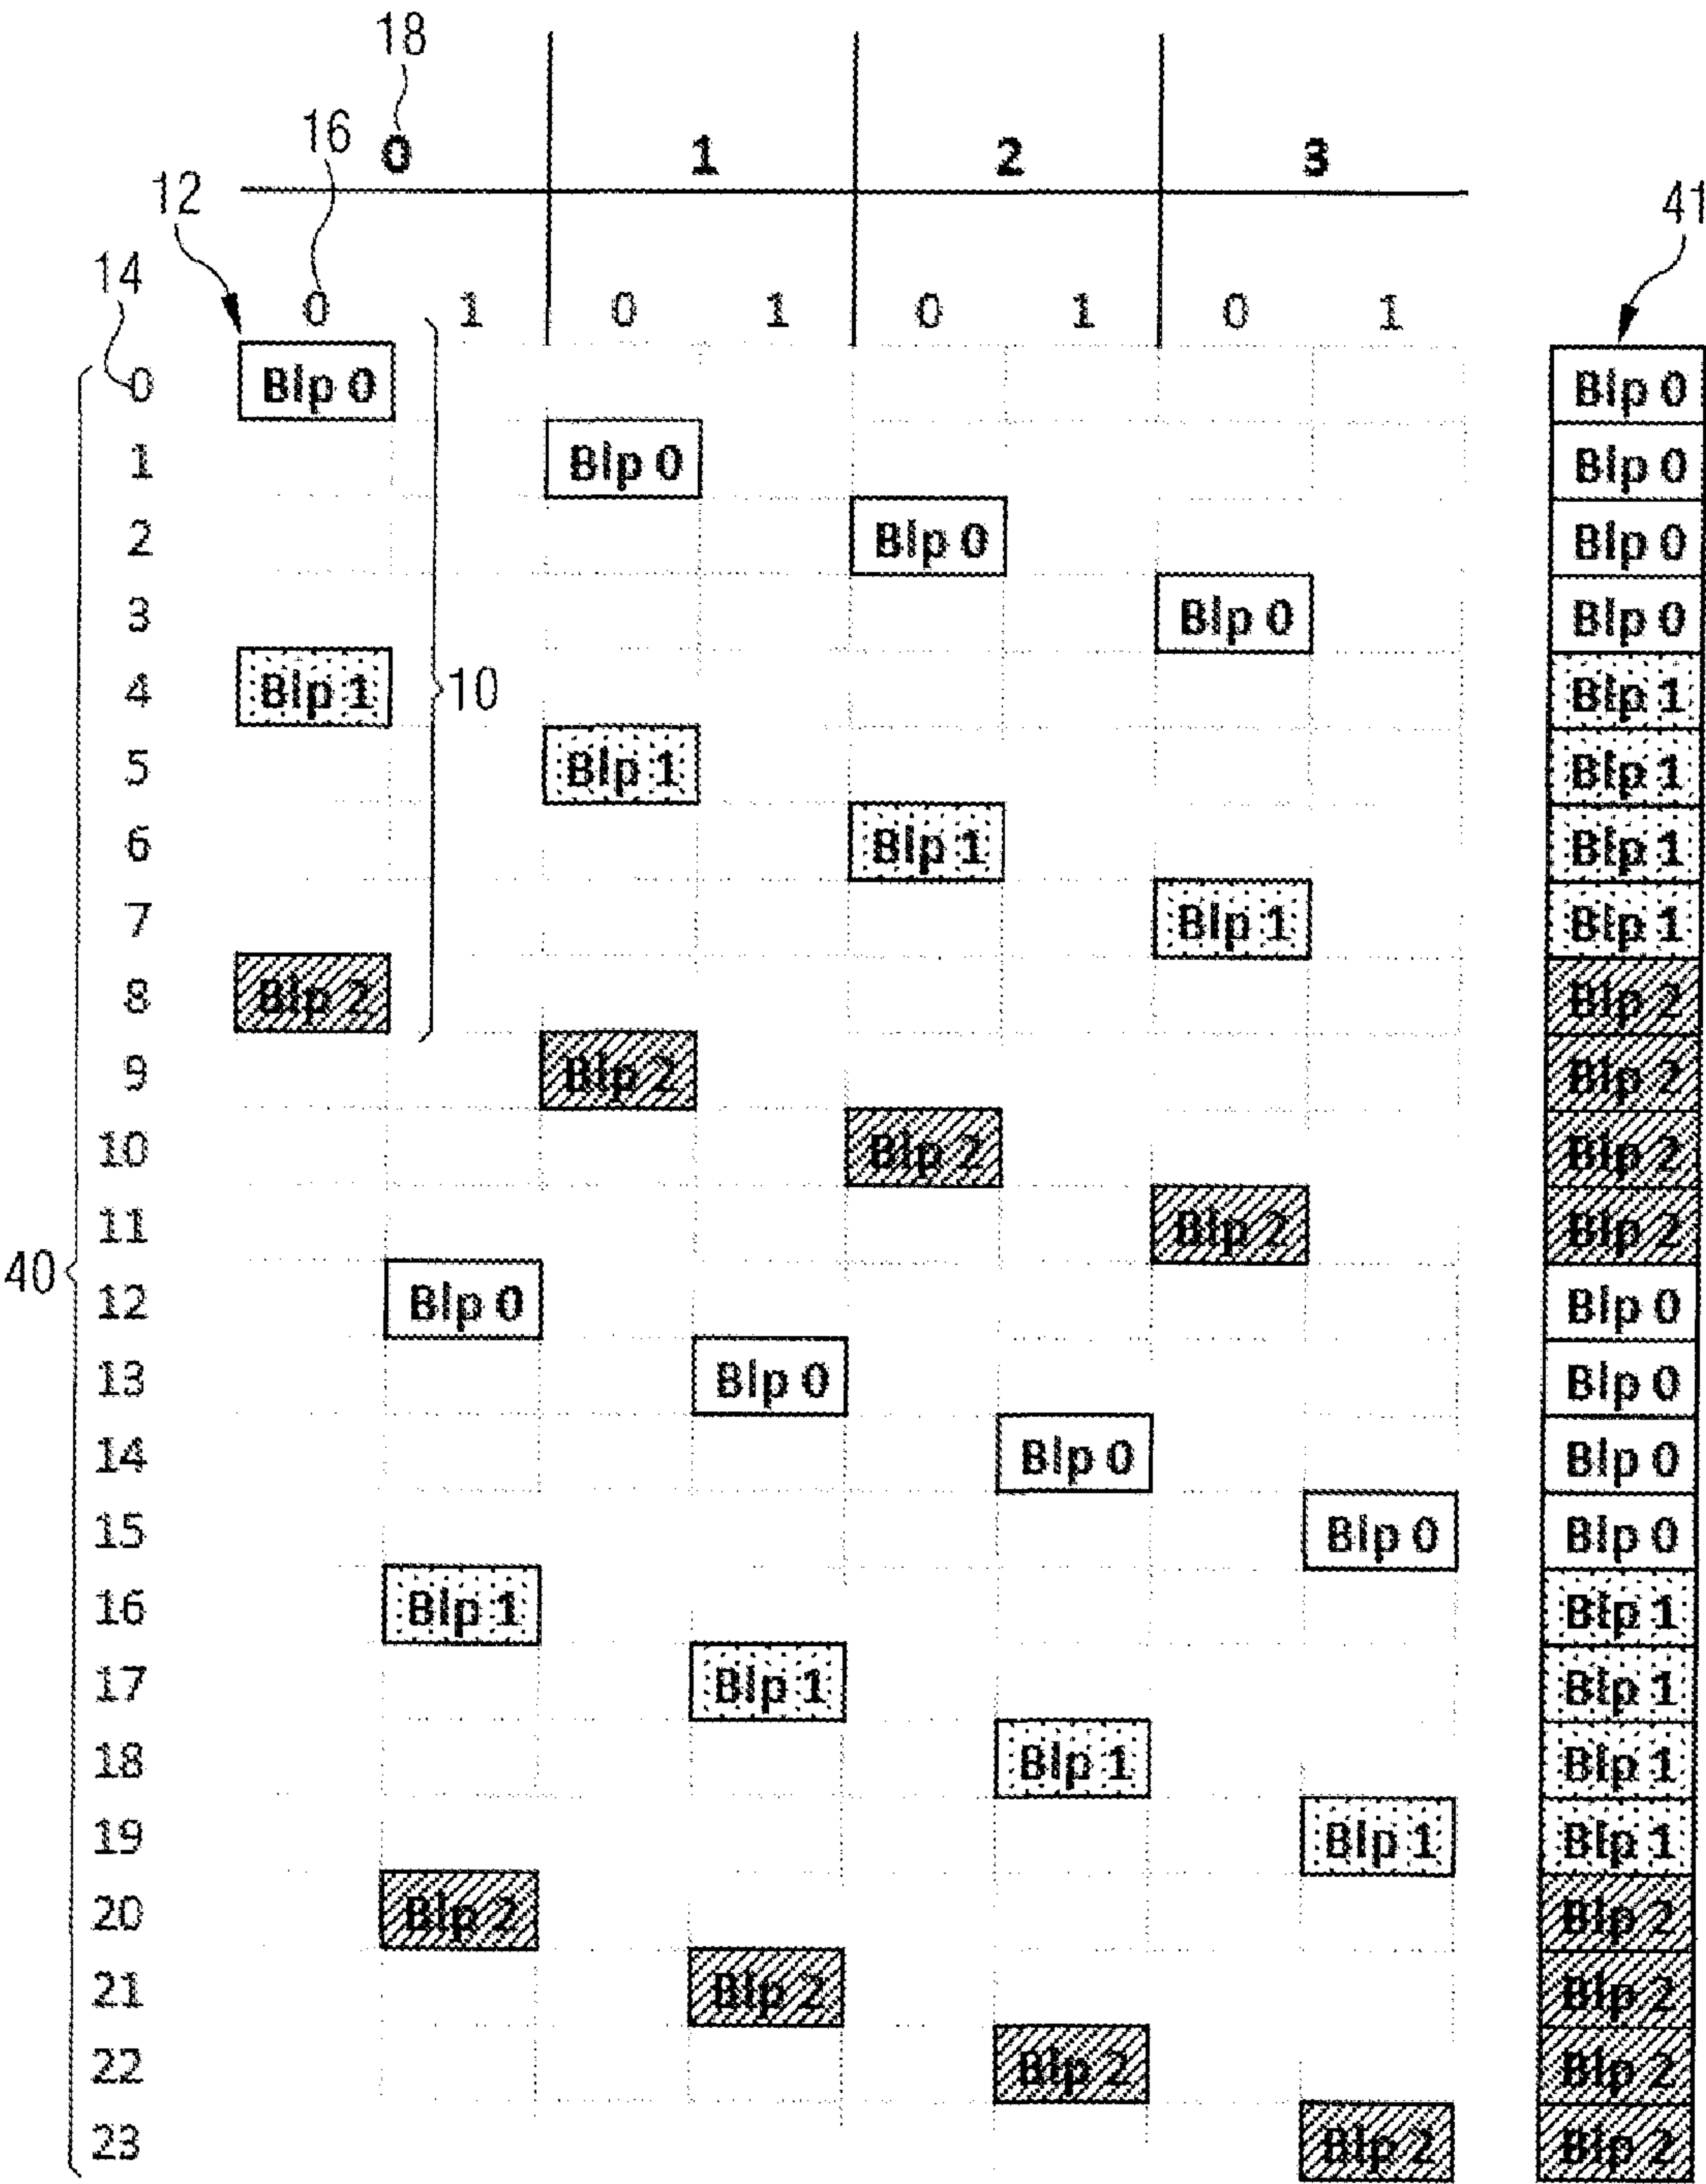 18
16
0 1 2 3
12
41
14
0 1 0 1 0 1 0 1
0 Blp 0 Blp 0
1 Blp 0 Blp 0
2 Blp 0 Blp 0
3 Blp 0 Blp 0
4 Blp 1 10 Blp 1
5 Blp 1 Blp 1
6 Blp 1 Blp 1
7 Blp 1 Blp 1
8 Blp 2 Blp 2
9 Blp 2 Blp 2
10 Blp 2 Blp 2
11 Blp 2 Blp 2
40
12 Blp 0 Blp 0
13 Blp 0 Blp 0
14 Blp 0 Blp 0
15 Blp 0 Blp 0
16 Blp 1 Blp 1
17 Blp 1 Blp 1
18 Blp 1 Blp 1
19 Blp 1 Blp 1
20 Blp 2 Blp 2
21 Blp 2 Blp 2
22 Blp 2 Blp 2
23 Blp 2 Blp 2